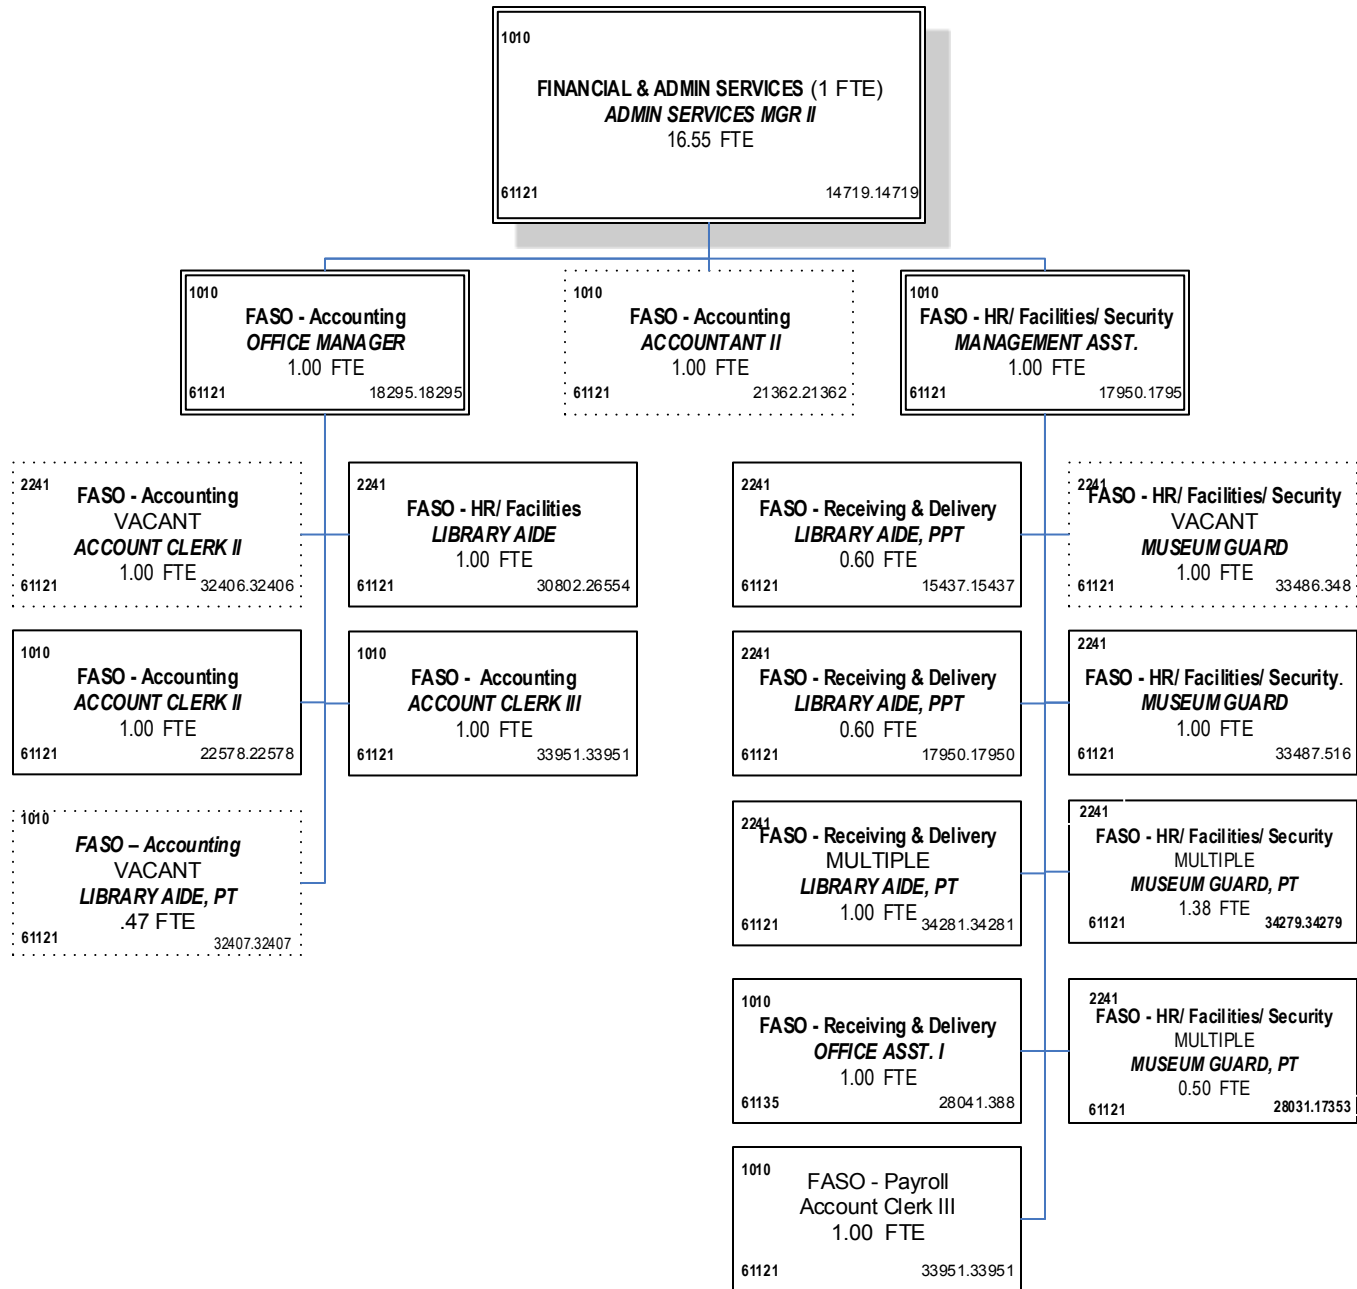 1010
FINANCIAL & ADMIN SERVICES (1 FTE)
ADMIN SERVICES MGR II
16.55 FTE
61121 14719.14719
1010
FASO - Accounting
OFFICE MANAGER
1.00 FTE
61121 18295.18295
1010
FASO - Accounting
ACCOUNTANT II
1.00 FTE
61121 21362.21362
1010
FASO - HR/ Facilities/ Security
MANAGEMENT ASST.
1.00 FTE
61121 17950.1795
2241
FASO - Accounting
VACANT
ACCOUNT CLERK II
1.00 FTE
61121 32406.32406
2241
FASO - HR/ Facilities
LIBRARY AIDE
1.00 FTE
61121 30802.26554
2241
FASO - Receiving & Delivery
LIBRARY AIDE, PPT
0.60 FTE
61121 15437.15437
2241
FASO - HR/ Facilities/ Security
VACANT
MUSEUM GUARD
1.00 FTE
61121 33486.348
1010
FASO - Accounting
ACCOUNT CLERK II
1.00 FTE
61121 22578.22578
1010
FASO - Accounting
ACCOUNT CLERK III
1.00 FTE
61121 33951.33951
2241
FASO - Receiving & Delivery
LIBRARY AIDE, PPT
0.60 FTE
61121 17950.17950
2241
FASO - HR/ Facilities/ Security.
MUSEUM GUARD
1.00 FTE
61121 33487.516
1010
FASO – Accounting
VACANT
LIBRARY AIDE, PT
.47 FTE
61121 32407.32407
2241
FASO - Receiving & Delivery
MULTIPLE
LIBRARY AIDE, PT
1.00 FTE
61121 34281.34281
2241
FASO - HR/ Facilities/ Security
MULTIPLE
MUSEUM GUARD, PT
1.38 FTE
61121 34279.34279
1010
FASO - Receiving & Delivery
OFFICE ASST. I
1.00 FTE
61135 28041.388
2241
FASO - HR/ Facilities/ Security
MULTIPLE
MUSEUM GUARD, PT
0.50 FTE
61121 28031.17353
1010
FASO - Payroll
Account Clerk III
1.00 FTE
61121 33951.33951